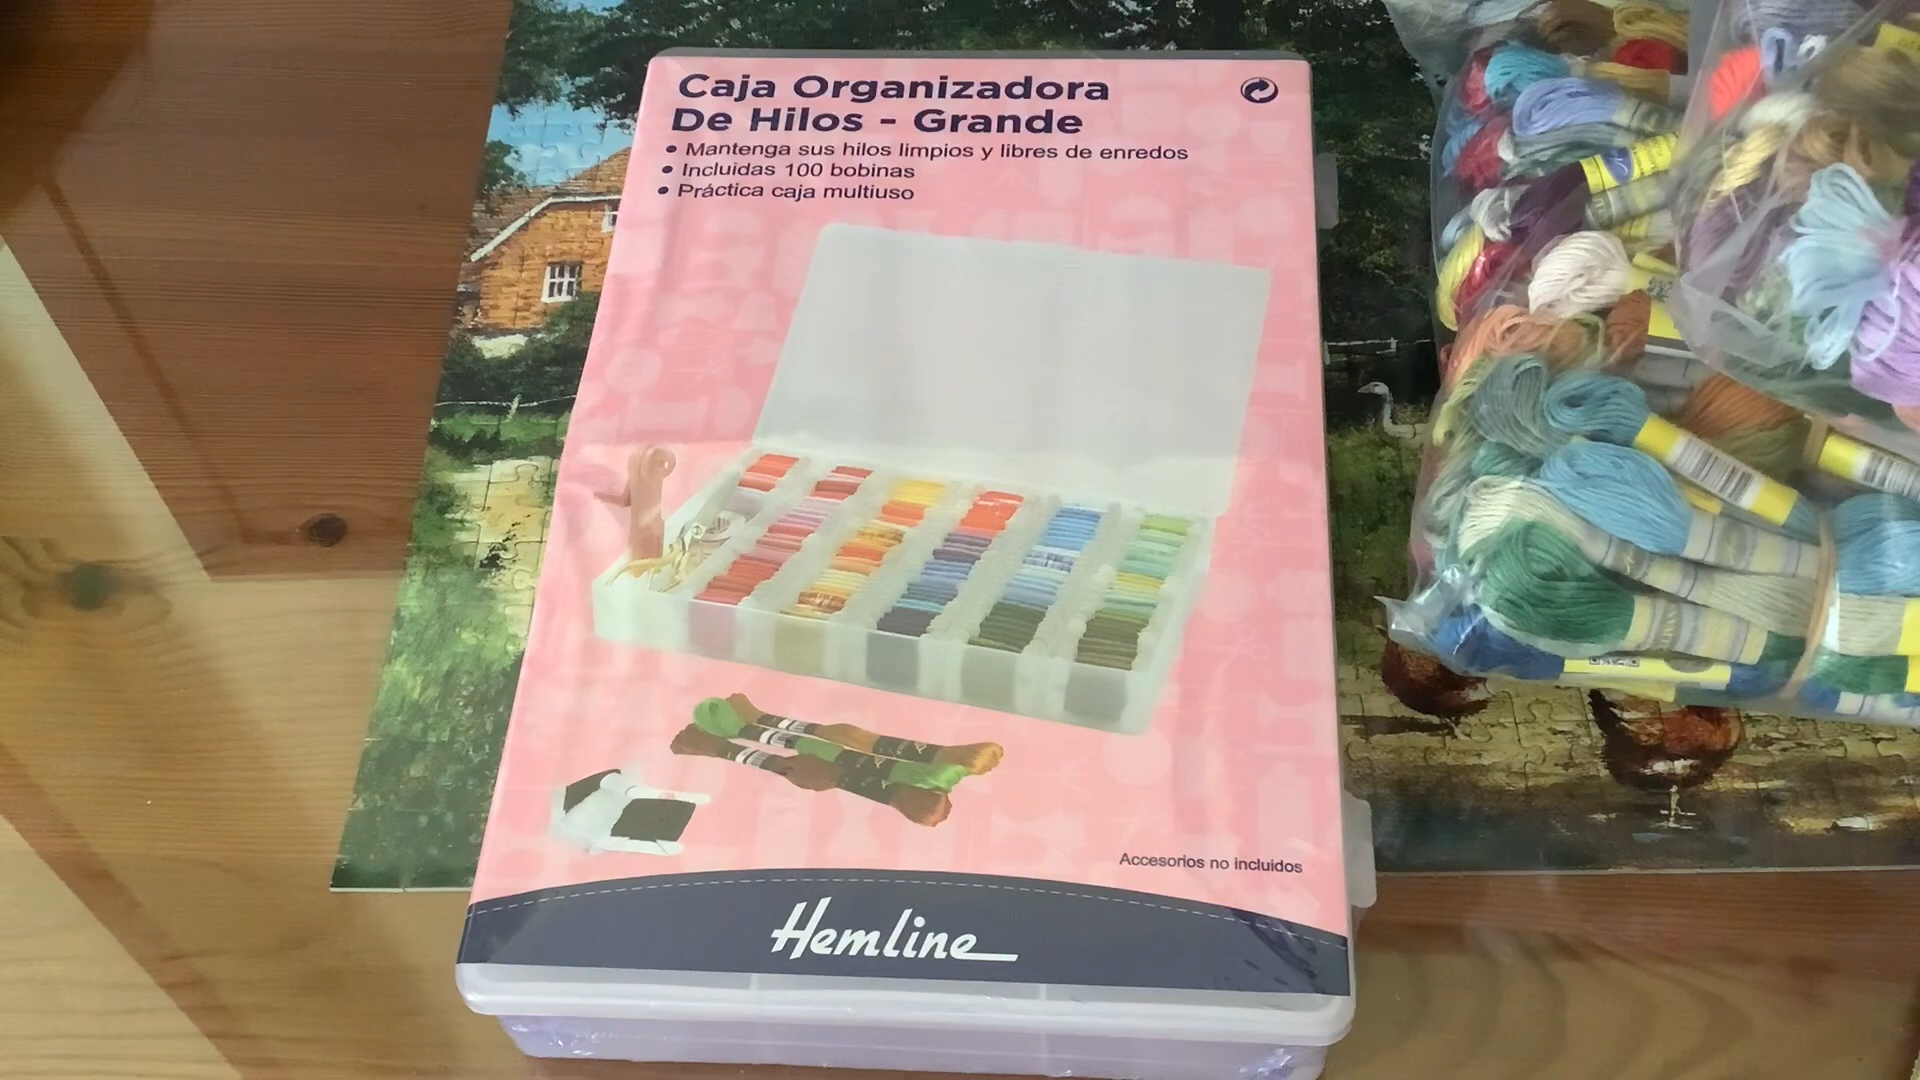 Caja Organizadora
De Hilos - Grande
• Mantenga sus hilos limpios y libres de enredos
• Incluidas 100 bobinas
• Práctica caja multiuso
Accesorios no incluidos
Hemline